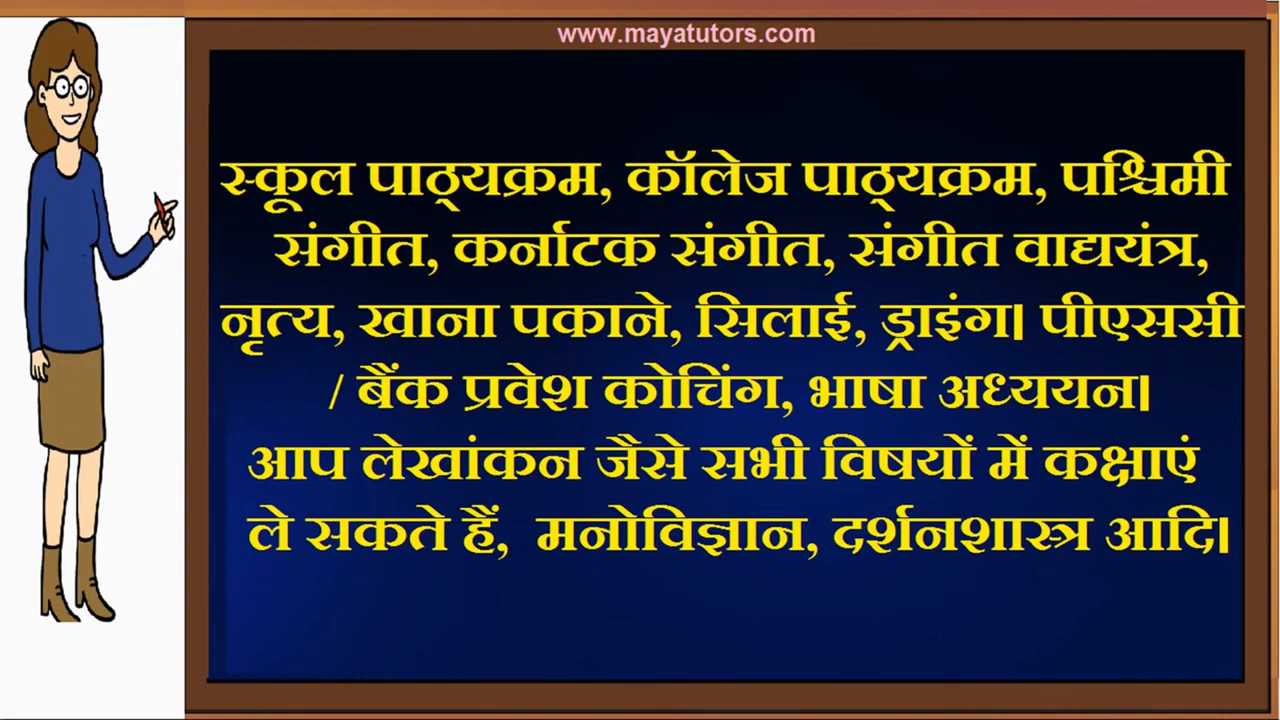 www.mayatutors.com
स्कूल पाठ्यक्रम, कॉलेज पाठ्यक्रम, पश्चिमी
संगीत, कर्नाटक संगीत, संगीत वाद्ययंत्र,
नृत्य, खाना पकाने, सिलाई, ड्राइंग। पीएससी
/ बैंक प्रवेश कोचिंग, भाषा अध्ययन।
आप लेखांकन जैसे सभी विषयों में कक्षाएं
ले सकते हैं, मनोविज्ञान, दर्शनशास्त्र आदि।